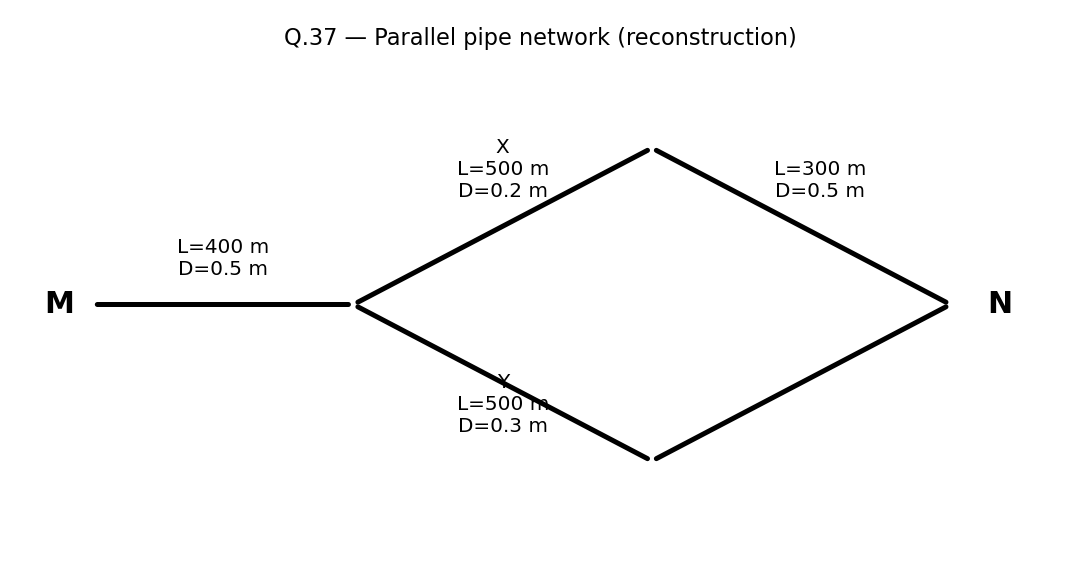 Q.37 — Parallel pipe network (reconstruction)
X
L=500 m
D=0.2 m
L=300 m
D=0.5 m
L=400 m
D=0.5 m
M
N
Y
L=500 m
D=0.3 m